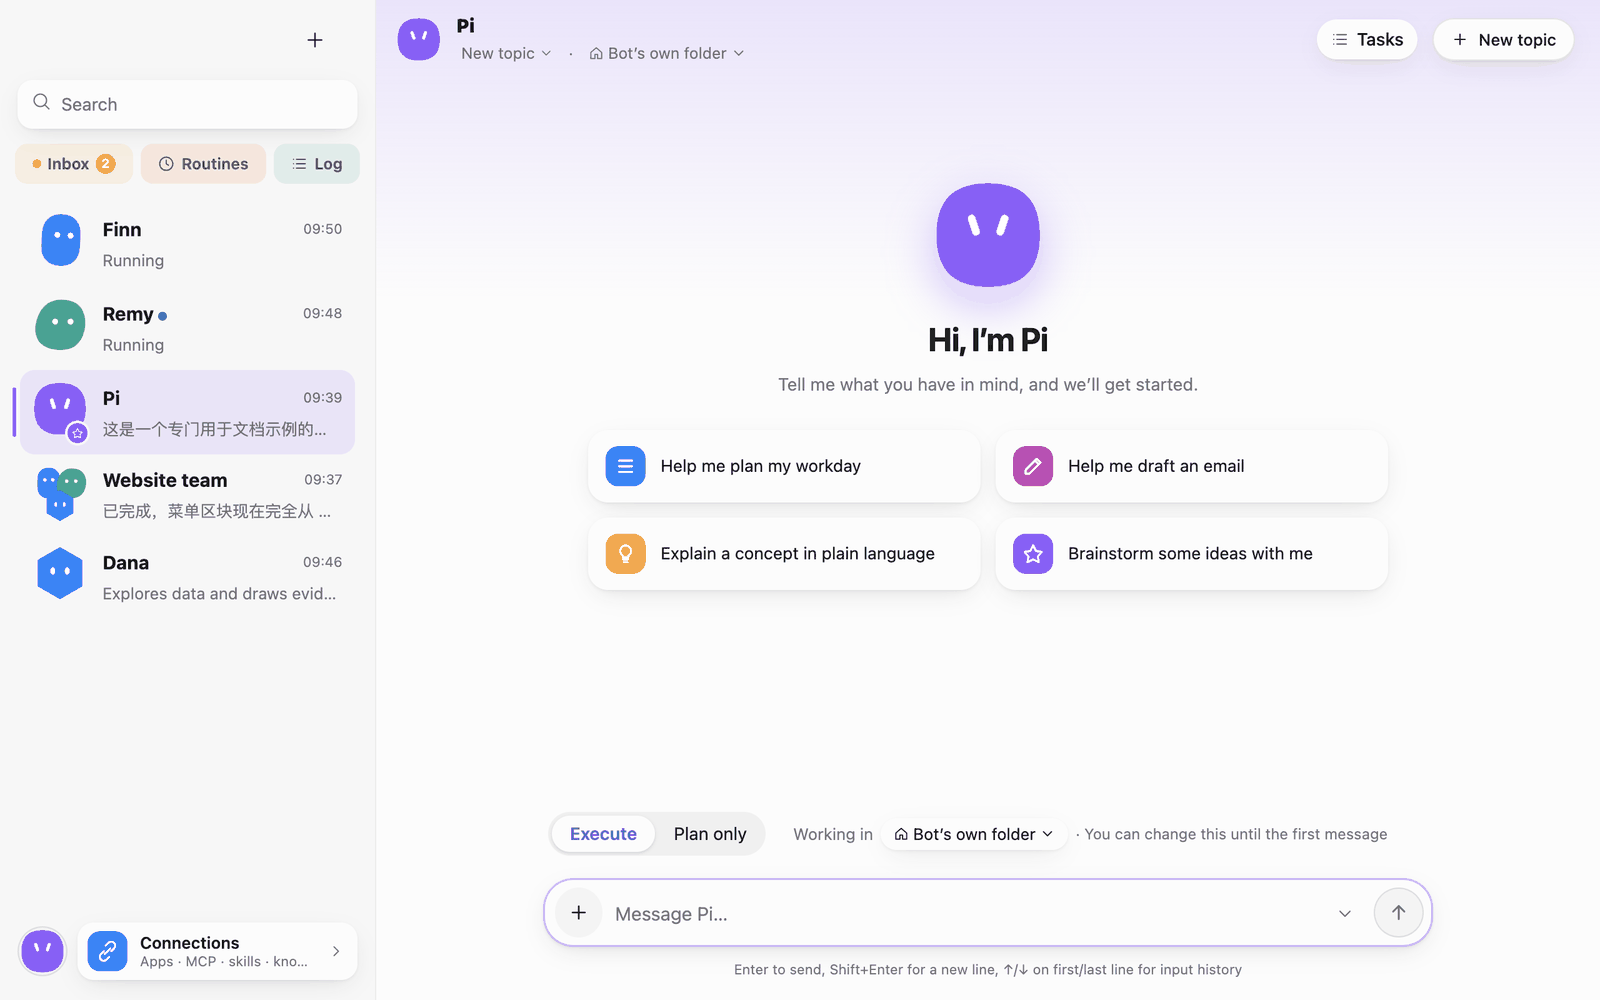 Search
Inbox 2
Routines
Log
Finn 09:50
Running
Remy 09:48
Running
Pi 09:39
这是一个专门用于文档示例的...
Website team 09:37
已完成，菜单区块现在完全从 ...
Dana 09:46
Explores data and draws evid...
Connections
Apps · MCP · skills · kno...
Pi
New topic · Bot's own folder
Tasks
New topic
Hi, I'm Pi
Tell me what you have in mind, and we'll get started.
Help me plan my workday
Help me draft an email
Explain a concept in plain language
Brainstorm some ideas with me
Execute Plan only Working in Bot's own folder · You can change this until the first message
Message Pi...
Enter to send, Shift+Enter for a new line, ↑/↓ on first/last line for input history